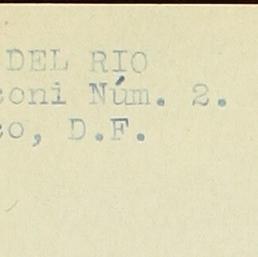 DEL RIO
coni Núm. 2.
co, D.F.